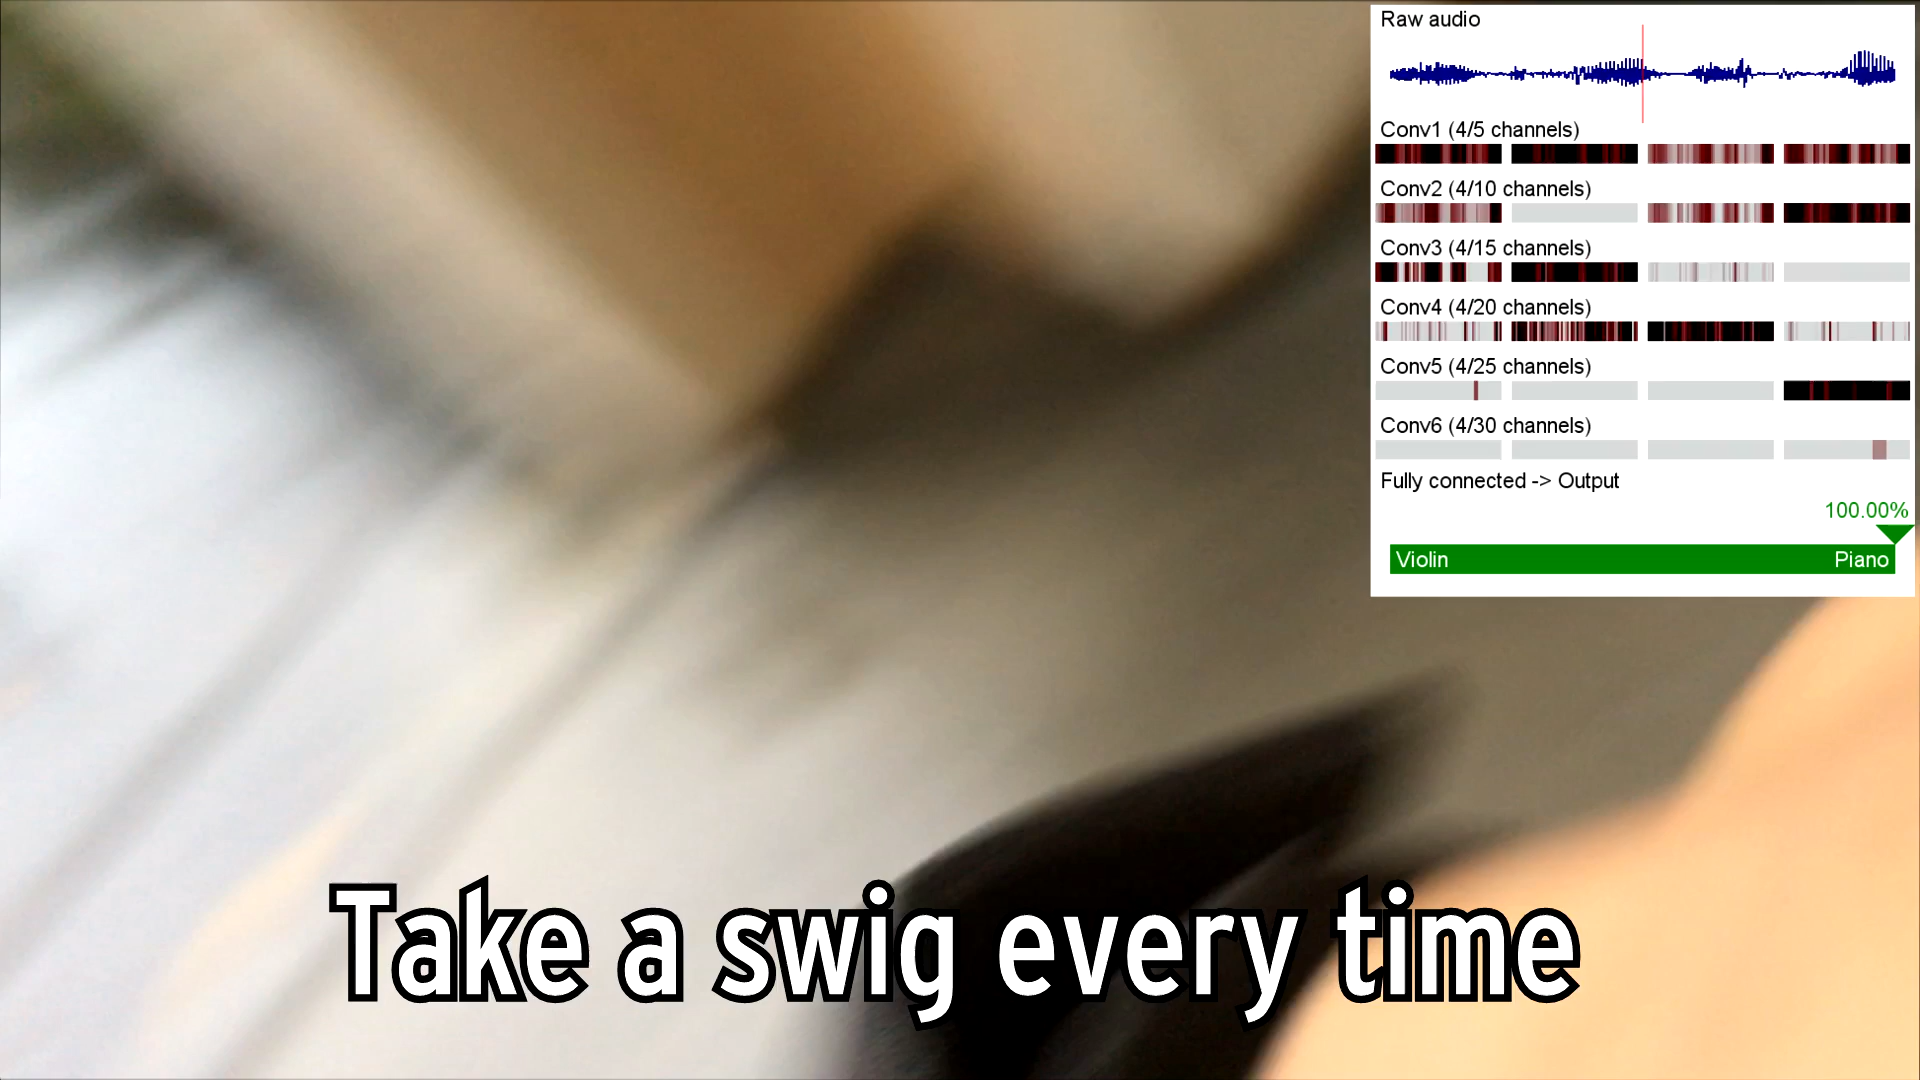 Raw audio
Conv1 (4/5 channels)
Conv2 (4/10 channels)
Conv3 (4/15 channels)
Conv4 (4/20 channels)
Conv5 (4/25 channels)
Conv6 (4/30 channels)
Fully connected -> Output
100.00%
Violin Piano
Take a swig every time